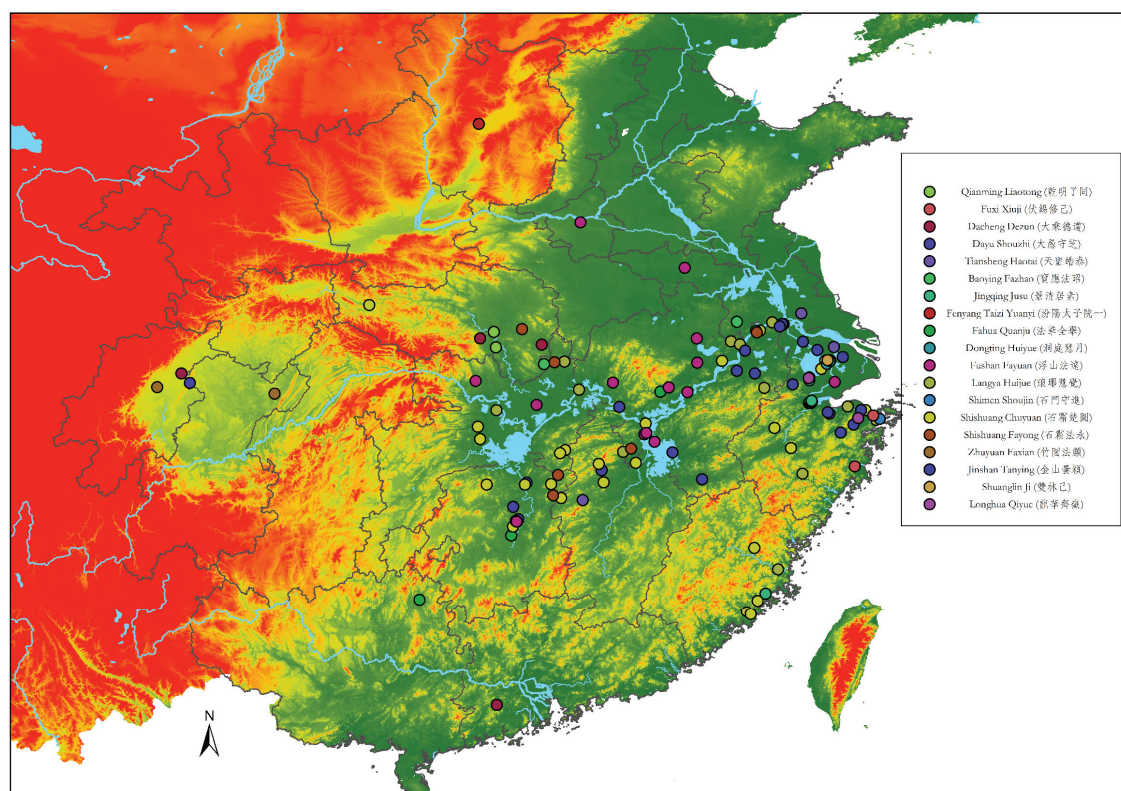 Qianming Liaotong (乾明了同)
Fuxi Xiuji (伏錫修己)
Dacheng Dezun (大乘德遵)
Dayu Shouzhi (大愚守芝)
Tiansheng Haotai (天聖皓泰)
Baoying Fazhao (寶應法昭)
Jingqing Jusu (景清居素)
Fenyang Taizi Yuanyi (汾陽太子院一)
Fahua Quanju (法華全舉)
Dongting Huiyue (洞庭慧月)
Fushan Fayuan (浮山法遠)
Langya Huijue (琅琊慧覺)
Shimen Shoujin (石門守進)
Shishuang Chuyuan (石霜楚圓)
Shishuang Fayong (石霜法永)
Zhuyuan Faxian (竹園法顯)
Jinshan Tanying (金山曇穎)
Shuanglin Ji (雙林己)
Longhua Qiyue (龍華齊嶽)
N